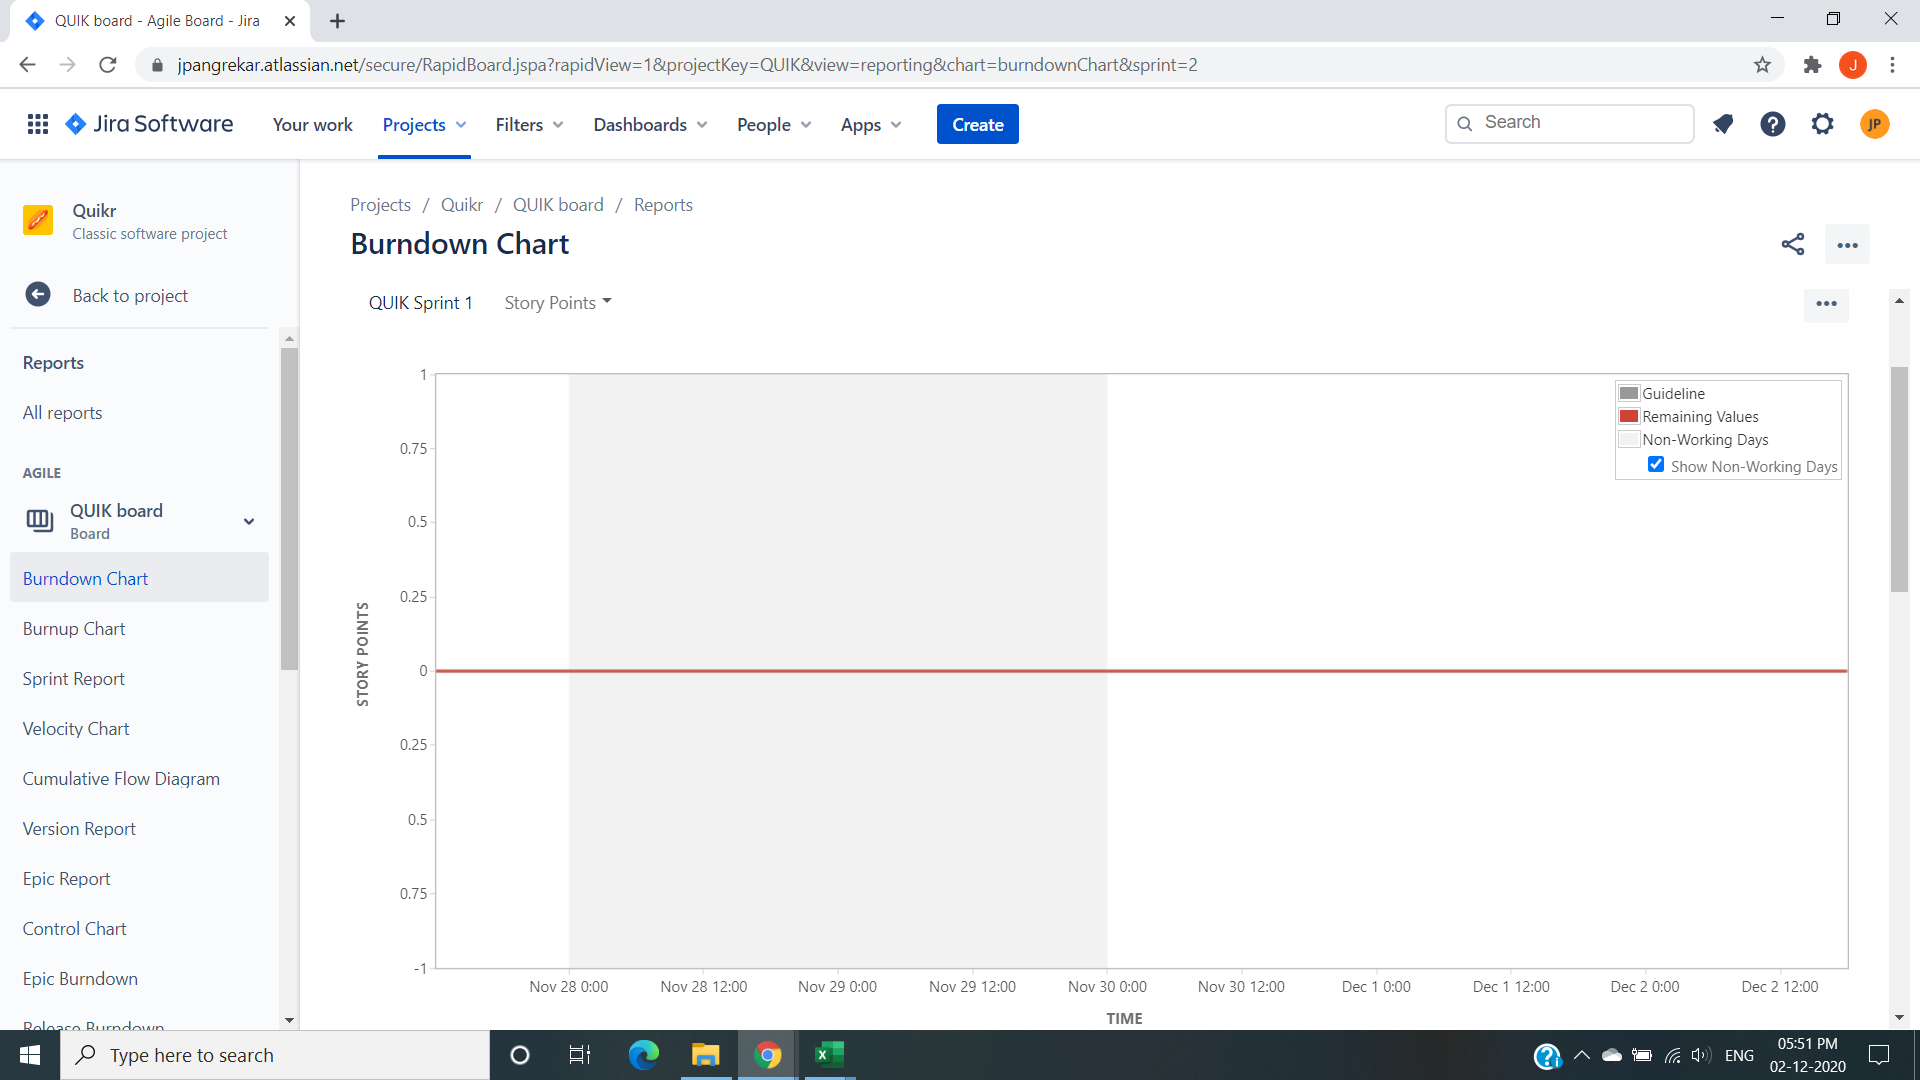 QUIK board - Agile Board - Jira
jpangrekar.atlassian.net/secure/RapidBoard.jspa?rapidView=1&projectKey=QUIK&view=reporting&chart=burndownChart&sprint=2
J
Jira Software
Your work
Projects
Filters
Dashboards
People
Apps
Create
Search
JP
Quikr
Classic software project
Back to project
Reports
All reports
AGILE
QUIK board
Board
Burndown Chart
Burnup Chart
Sprint Report
Velocity Chart
Cumulative Flow Diagram
Version Report
Epic Report
Control Chart
Epic Burndown
Release Burndown
Projects / Quikr / QUIK board / Reports
Burndown Chart
QUIK Sprint 1
Story Points
Guideline
Remaining Values
Non-Working Days
Show Non-Working Days
STORY POINTS
1
0.75
0.5
0.25
0
0.25
0.5
0.75
-1
Nov 28 0:00
Nov 28 12:00
Nov 29 0:00
Nov 29 12:00
Nov 30 0:00
Nov 30 12:00
Dec 1 0:00
Dec 1 12:00
Dec 2 0:00
Dec 2 12:00
TIME
Type here to search
ENG
05:51 PM
02-12-2020